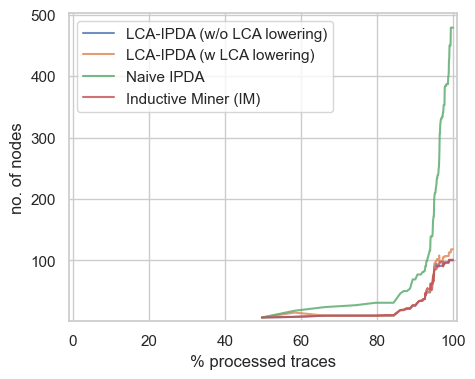 LCA-IPDA (w/o LCA lowering)
LCA-IPDA (w LCA lowering)
Naive IPDA
Inductive Miner (IM)
no. of nodes
500
400
300
200
100
0 20 40 60 80 100
% processed traces